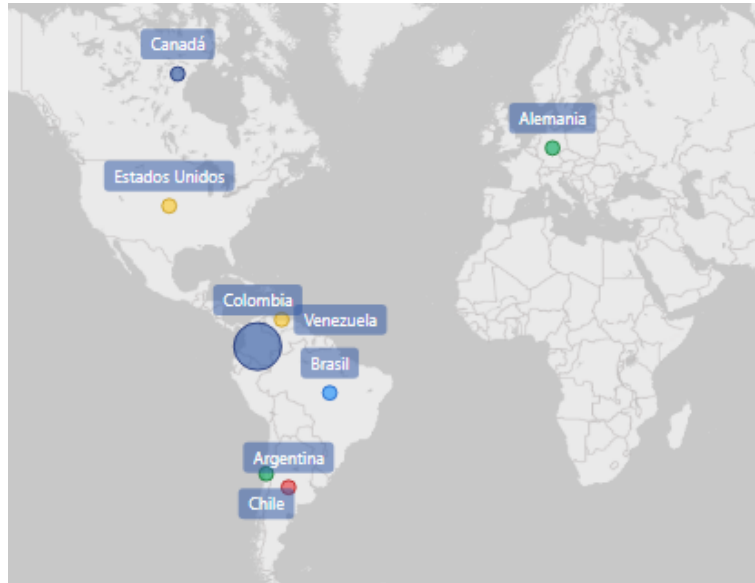 Canadá
Alemania
Estados Unidos
Colombia
Venezuela
Brasil
Argentina
Chile